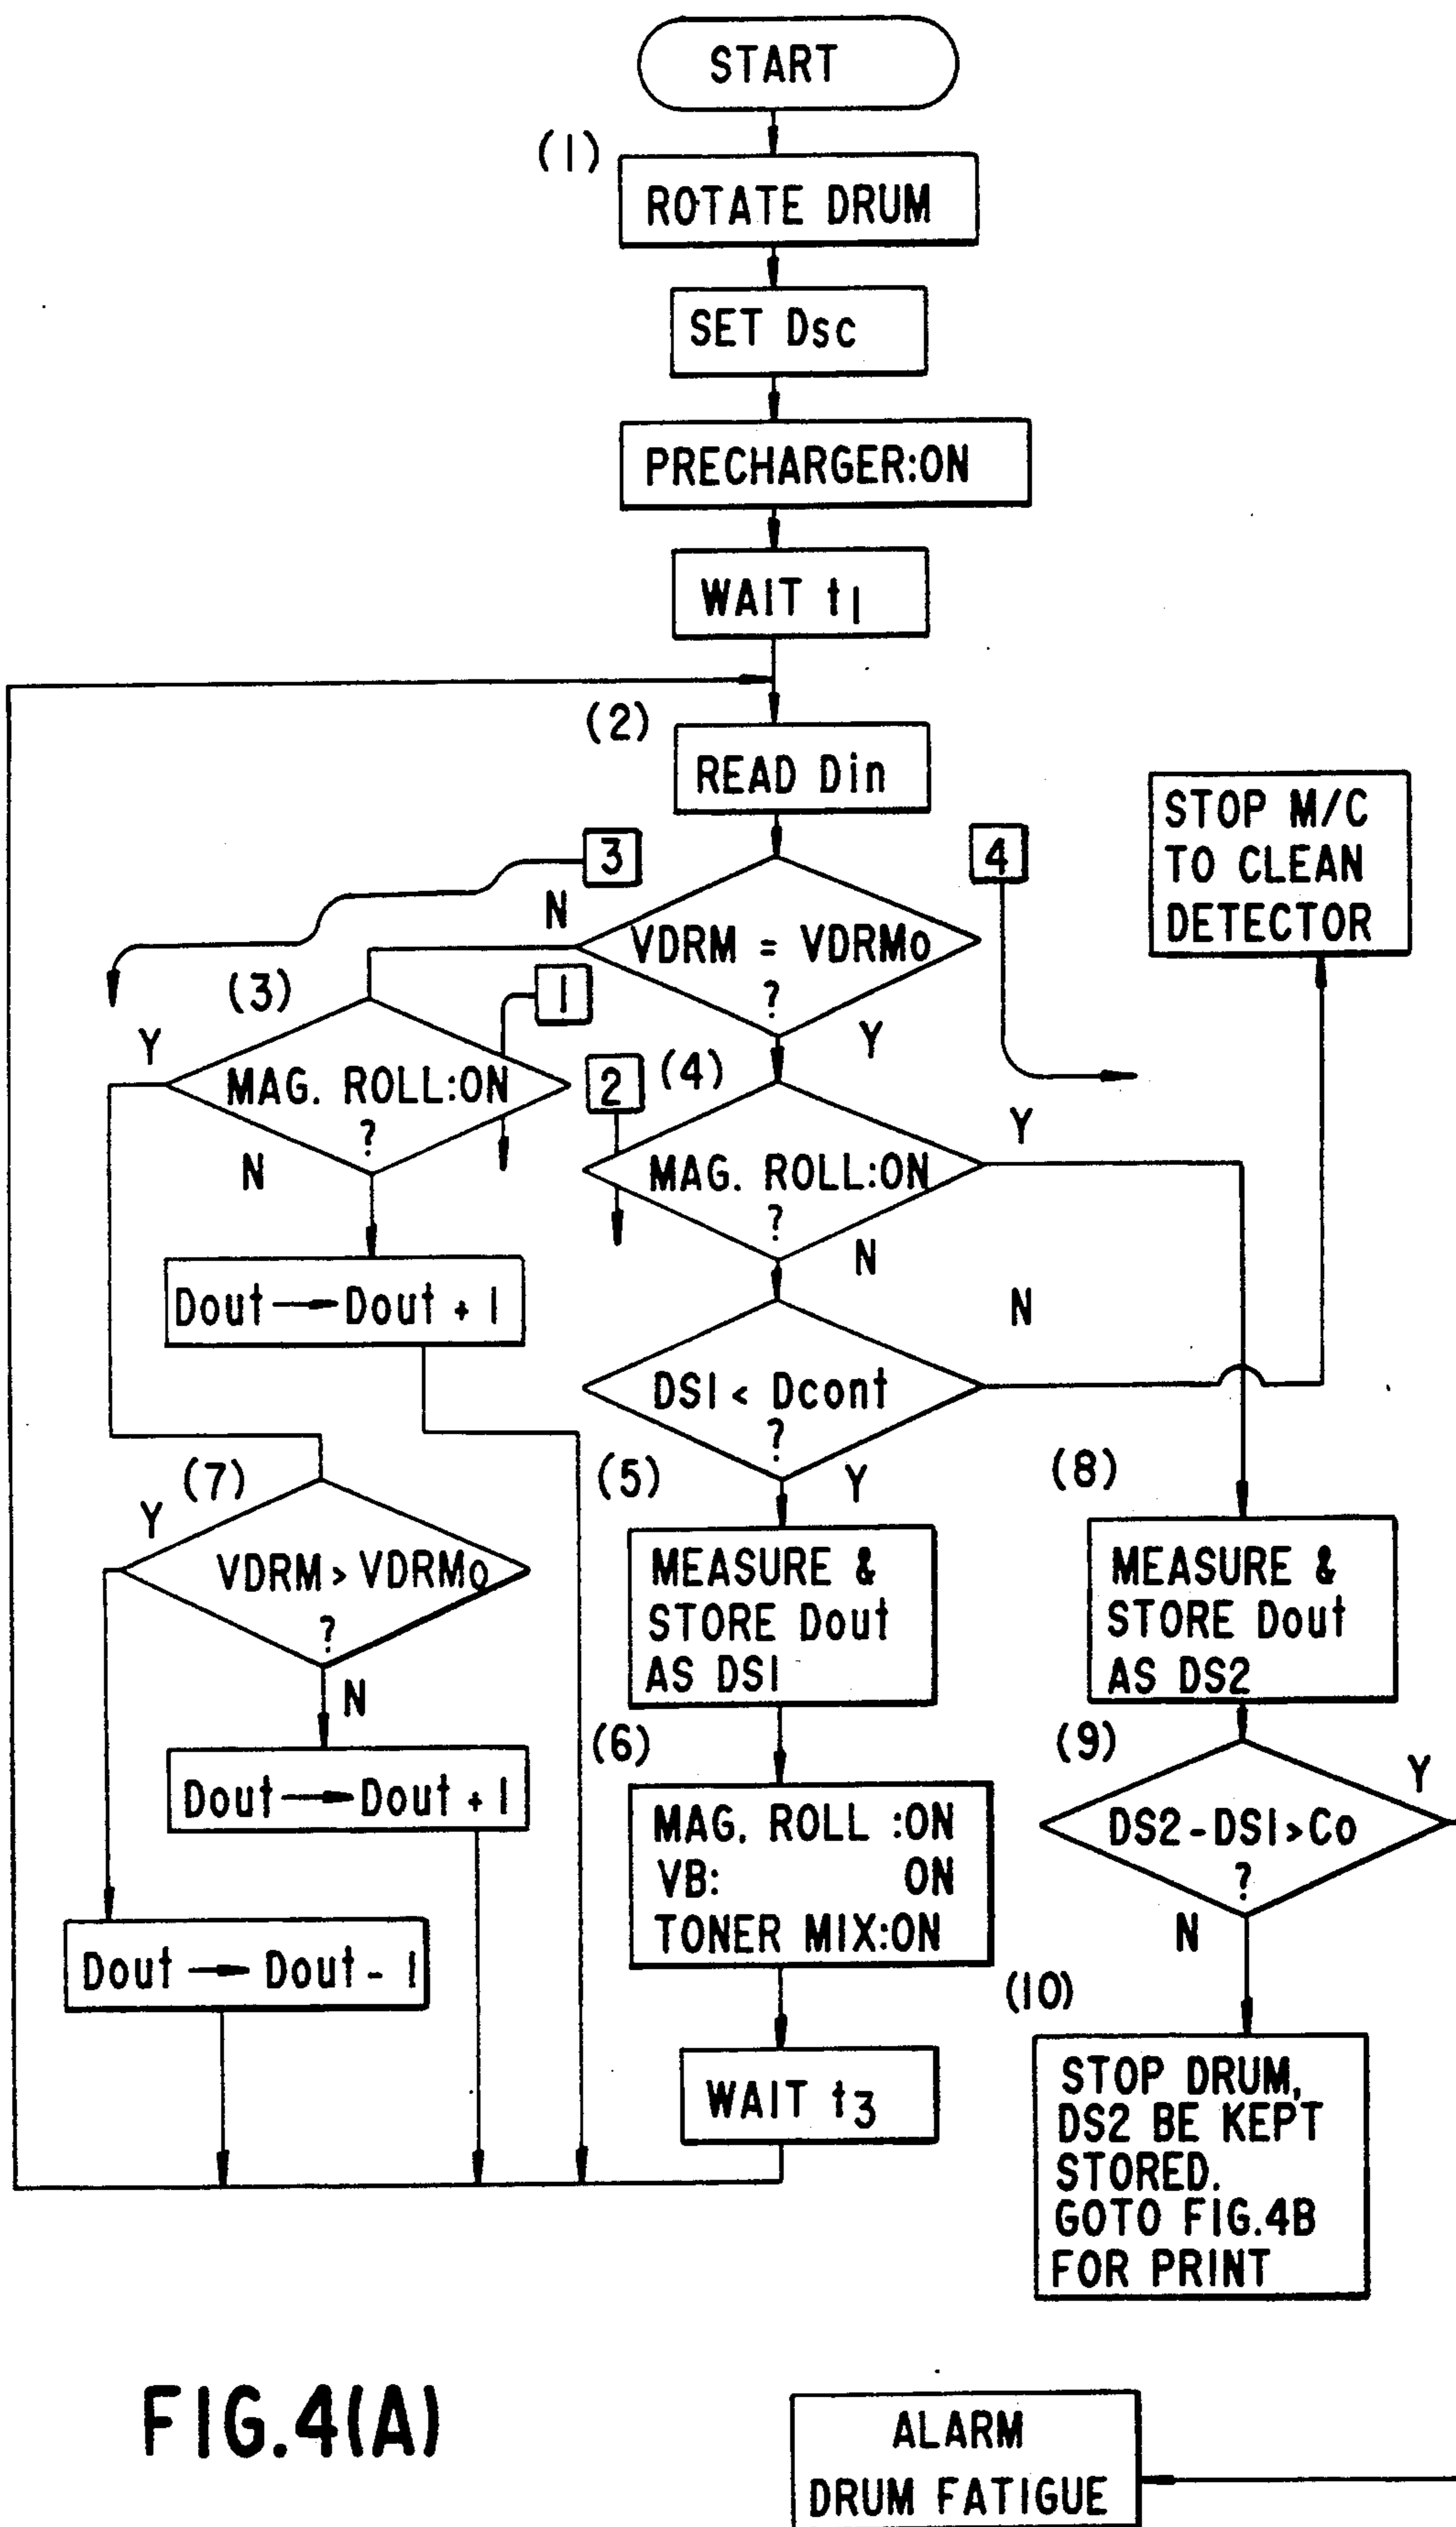 START
(1)
ROTATE DRUM
SET Dsc
PRECHARGER:ON
WAIT t1
(2)
READ Din
STOP M/C
TO CLEAN
DETECTOR
3
4
N
VDRM = VDRMo
?
Y
(3)
1
Y
MAG. ROLL:ON
?
N
2
(4)
Y
MAG. ROLL:ON
?
N
Dout → Dout + 1
N
DS1 < Dcont
?
Y
(5)
(7)
Y
VDRM > VDRMo
?
N
(8)
MEASURE &
STORE Dout
AS DS1
MEASURE &
STORE Dout
AS DS2
(6)
(9)
Y
Dout → Dout + 1
MAG. ROLL :ON
VB: ON
TONER MIX:ON
DS2-DS1>Co
?
N
Dout → Dout - 1
(10)
WAIT t3
STOP DRUM,
DS2 BE KEPT
STORED.
GOTO FIG.4B
FOR PRINT
FIG.4(A)
ALARM
DRUM FATIGUE